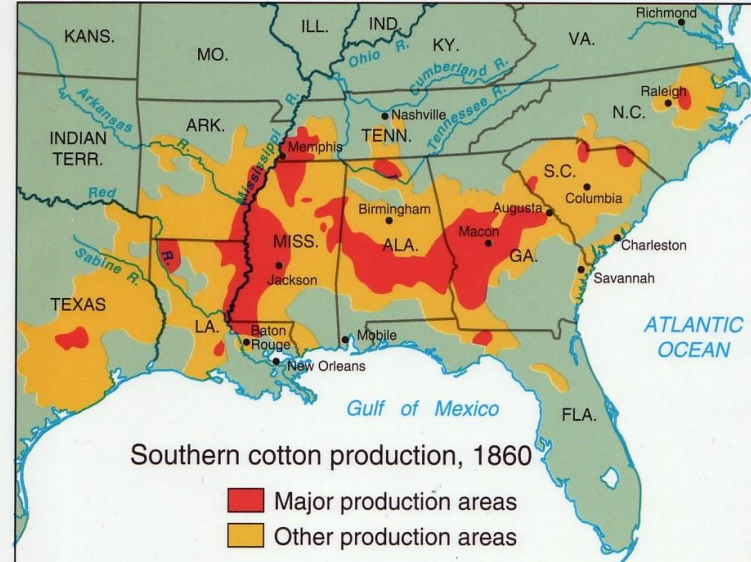 Richmond
KANS.
MO.
ILL.
IND.
KY.
VA.
Ohio R.
Cumberland R.
Tennessee R.
Arkansas
R.
Mississippi R.
INDIAN
TERR.
ARK.
TENN.
Nashville
Memphis
Raleigh
N.C.
S.C.
Columbia
Red
R.
Sabine R.
Birmingham
Augusta
Macon
MISS.
ALA.
GA.
Jackson
Charleston
Savannah
TEXAS
LA.
Baton
Rouge
Mobile
New Orleans
ATLANTIC
OCEAN
Gulf of Mexico
FLA.
Southern cotton production, 1860
Major production areas
Other production areas